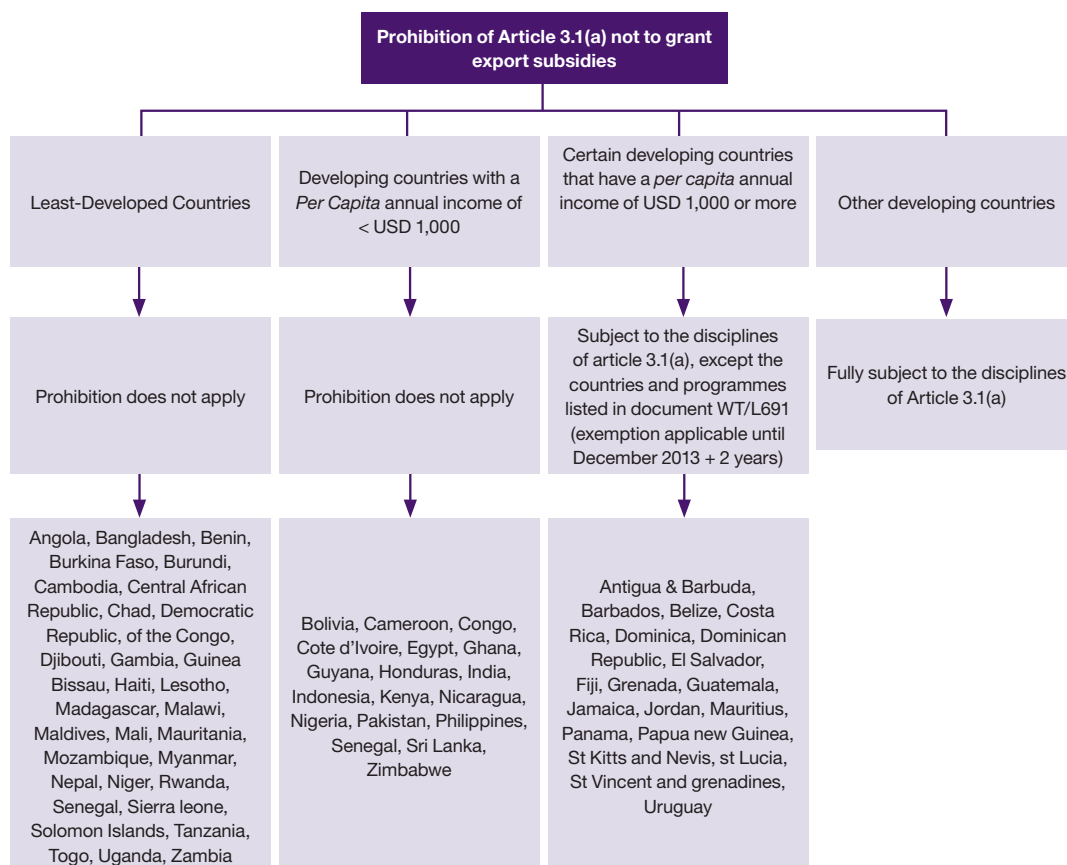 Prohibition of Article 3.1(a) not to grant
export subsidies
Least-Developed Countries
Developing countries with a
Per Capita annual income of
< USD 1,000
Certain developing countries
that have a per capita annual
income of USD 1,000 or more
Other developing countries
Prohibition does not apply
Prohibition does not apply
Subject to the disciplines
of article 3.1(a), except the
countries and programmes
listed in document WT/L691
(exemption applicable until
December 2013 + 2 years)
Fully subject to the disciplines
of Article 3.1(a)
Angola, Bangladesh, Benin,
Burkina Faso, Burundi,
Cambodia, Central African
Republic, Chad, Democratic
Republic, of the Congo,
Djibouti, Gambia, Guinea
Bissau, Haiti, Lesotho,
Madagascar, Malawi,
Maldives, Mali, Mauritania,
Mozambique, Myanmar,
Nepal, Niger, Rwanda,
Senegal, Sierra leone,
Solomon Islands, Tanzania,
Togo, Uganda, Zambia
Bolivia, Cameroon, Congo,
Cote d’Ivoire, Egypt, Ghana,
Guyana, Honduras, India,
Indonesia, Kenya, Nicaragua,
Nigeria, Pakistan, Philippines,
Senegal, Sri Lanka,
Zimbabwe
Antigua & Barbuda,
Barbados, Belize, Costa
Rica, Dominica, Dominican
Republic, El Salvador,
Fiji, Grenada, Guatemala,
Jamaica, Jordan, Mauritius,
Panama, Papua new Guinea,
St Kitts and Nevis, st Lucia,
St Vincent and grenadines,
Uruguay